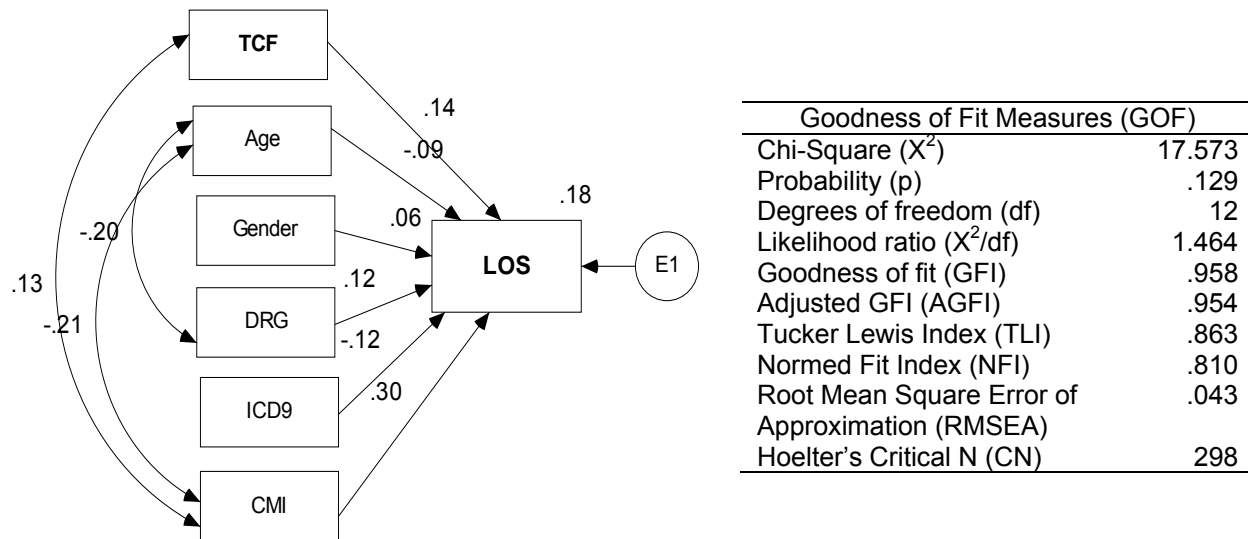 TCF
.14
Age
-.09
.18
Gender
.06
-.20
LOS
E1
.13
.12
DRG
-.21
-.12
ICD9
.30
CMI
Goodness of Fit Measures (GOF)
Chi-Square (X²) 17.573
Probability (p) .129
Degrees of freedom (df) 12
Likelihood ratio (X²/df) 1.464
Goodness of fit (GFI) .958
Adjusted GFI (AGFI) .954
Tucker Lewis Index (TLI) .863
Normed Fit Index (NFI) .810
Root Mean Square Error of .043
Approximation (RMSEA)
Hoelter's Critical N (CN) 298